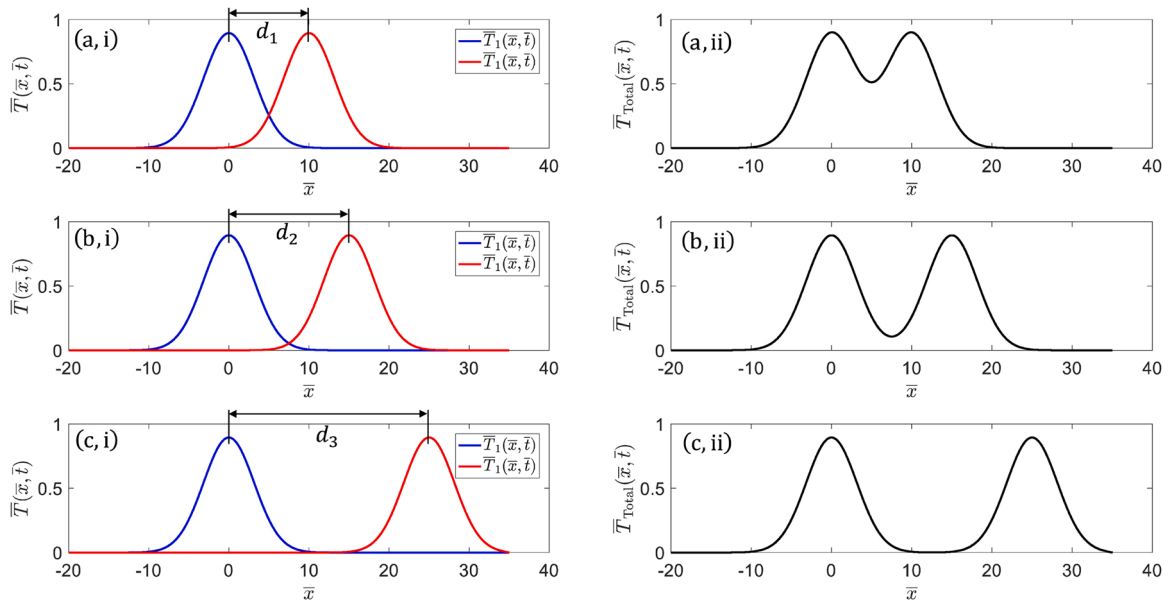 (a, i)
d₁
T̅₁(x̅, t̅)
T̅₁(x̅, t̅)
T̅(x̅, t̅)
1
0.5
0
-20 -10 0 10 20 30 40
x̅
(a, ii)
T̅_Total(x̅, t̅)
1
0.5
0
-20 -10 0 10 20 30 40
x̅
(b, i)
d₂
T̅₁(x̅, t̅)
T̅₁(x̅, t̅)
T̅(x̅, t̅)
1
0.5
0
-20 -10 0 10 20 30 40
x̅
(b, ii)
T̅_Total(x̅, t̅)
1
0.5
0
-20 -10 0 10 20 30 40
x̅
(c, i)
d₃
T̅₁(x̅, t̅)
T̅₁(x̅, t̅)
T̅(x̅, t̅)
1
0.5
0
-20 -10 0 10 20 30 40
x̅
(c, ii)
T̅_Total(x̅, t̅)
1
0.5
0
-20 -10 0 10 20 30 40
x̅